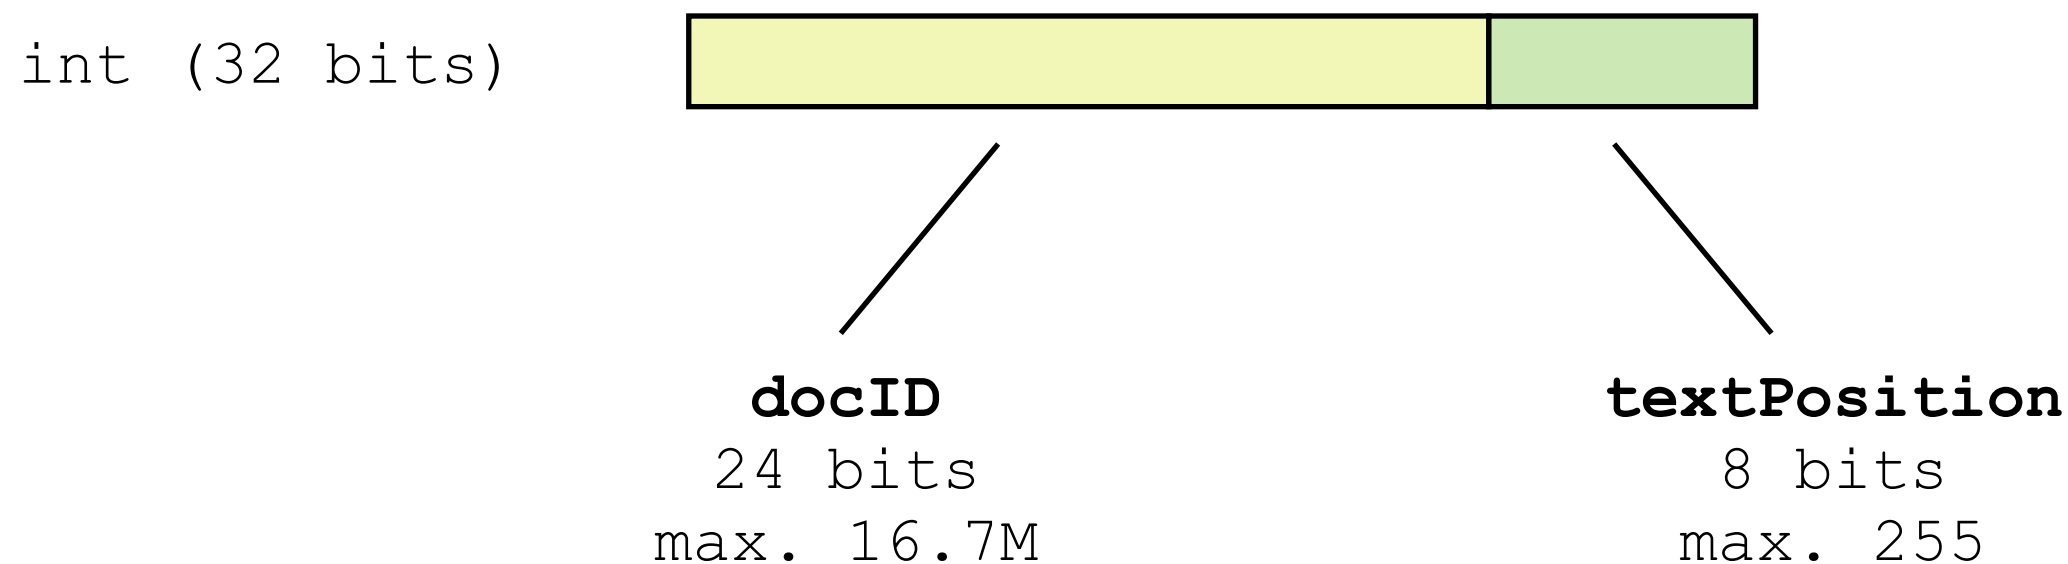 int (32 bits)
docID
24 bits
max. 16.7M
textPosition
8 bits
max. 255